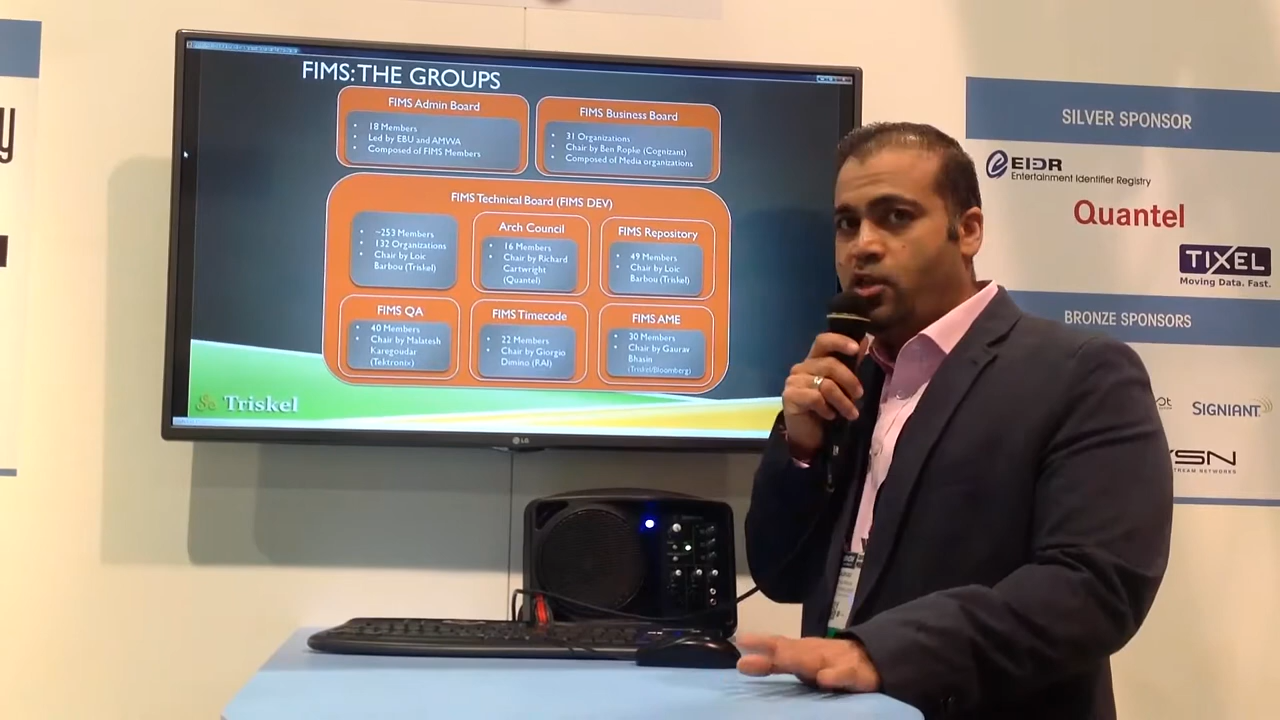 FIMS: THE GROUPS
FIMS Admin Board
• 18 Members
• Led by EBU and AMWA
• Composed of FIMS Members
FIMS Business Board
• 31 Organizations
• Chair by Ben Ropke (Cognizant)
• Composed of Media organizations
FIMS Technical Board (FIMS DEV)
• ~253 Members
• 132 Organizations
• Chair by Loic
Barbou (Triskel)
Arch Council
• 16 Members
• Chair by Richard
Cartwright
(Quantel)
FIMS Repository
• 49 Members
• Chair by Loic
Barbou (Triskel)
FIMS QA
• 40 Members
• Chair by Malatesh
Karegoudar
(Tektronix)
FIMS Timecode
• 22 Members
• Chair by Giorgio
Dimino (RAI)
FIMS AME
• 30 Members
• Chair by Gaurav
Bhasin
(Triskel/Bloomberg)
Triskel
LG
SILVER SPONSOR
EIDR
Entertainment Identifier Registry
Quantel
TIXEL
Moving Data. Fast.
BRONZE SPONSORS
SIGNIANT